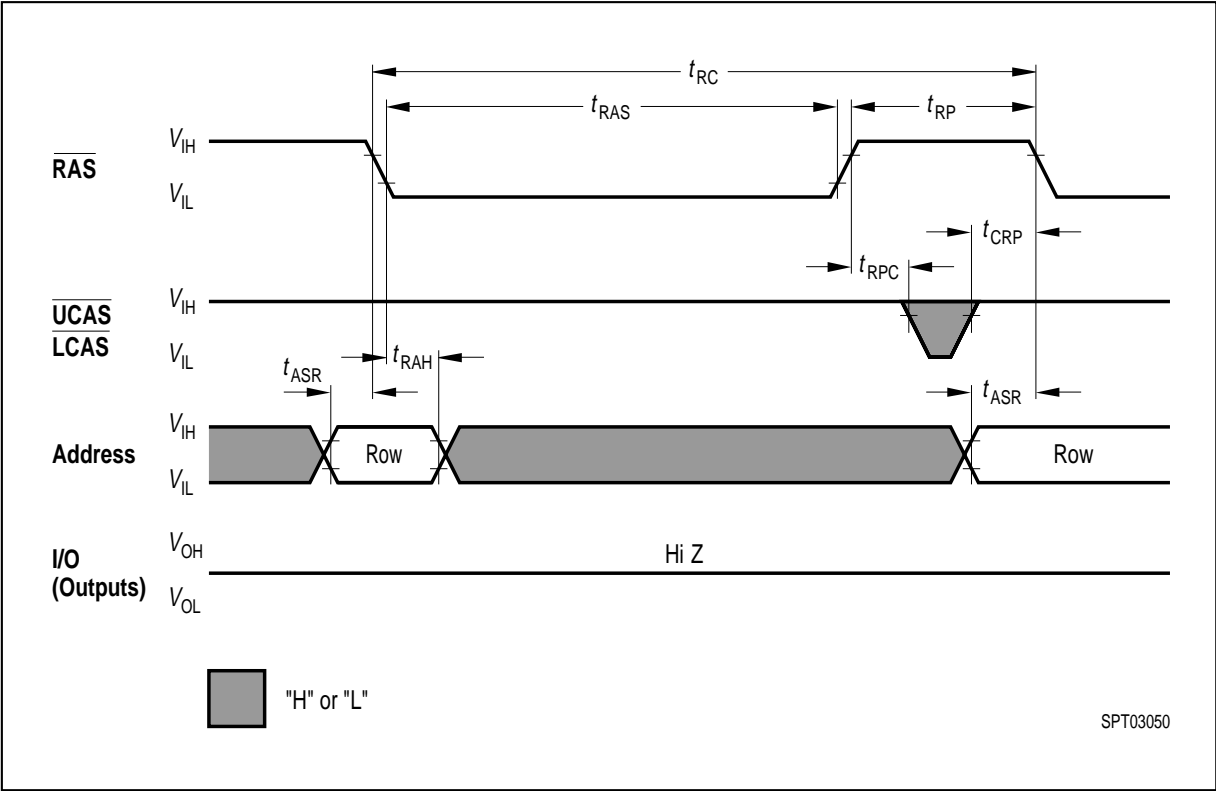 tRC
tRAS
tRP
RAS
VIH
VIL
tCRP
tRPC
UCAS
LCAS
VIH
VIL
tASR
tRAH
tASR
Address
VIH
VIL
Row
Row
I/O
(Outputs)
VOH
VOL
Hi Z
"H" or "L"
SPT03050